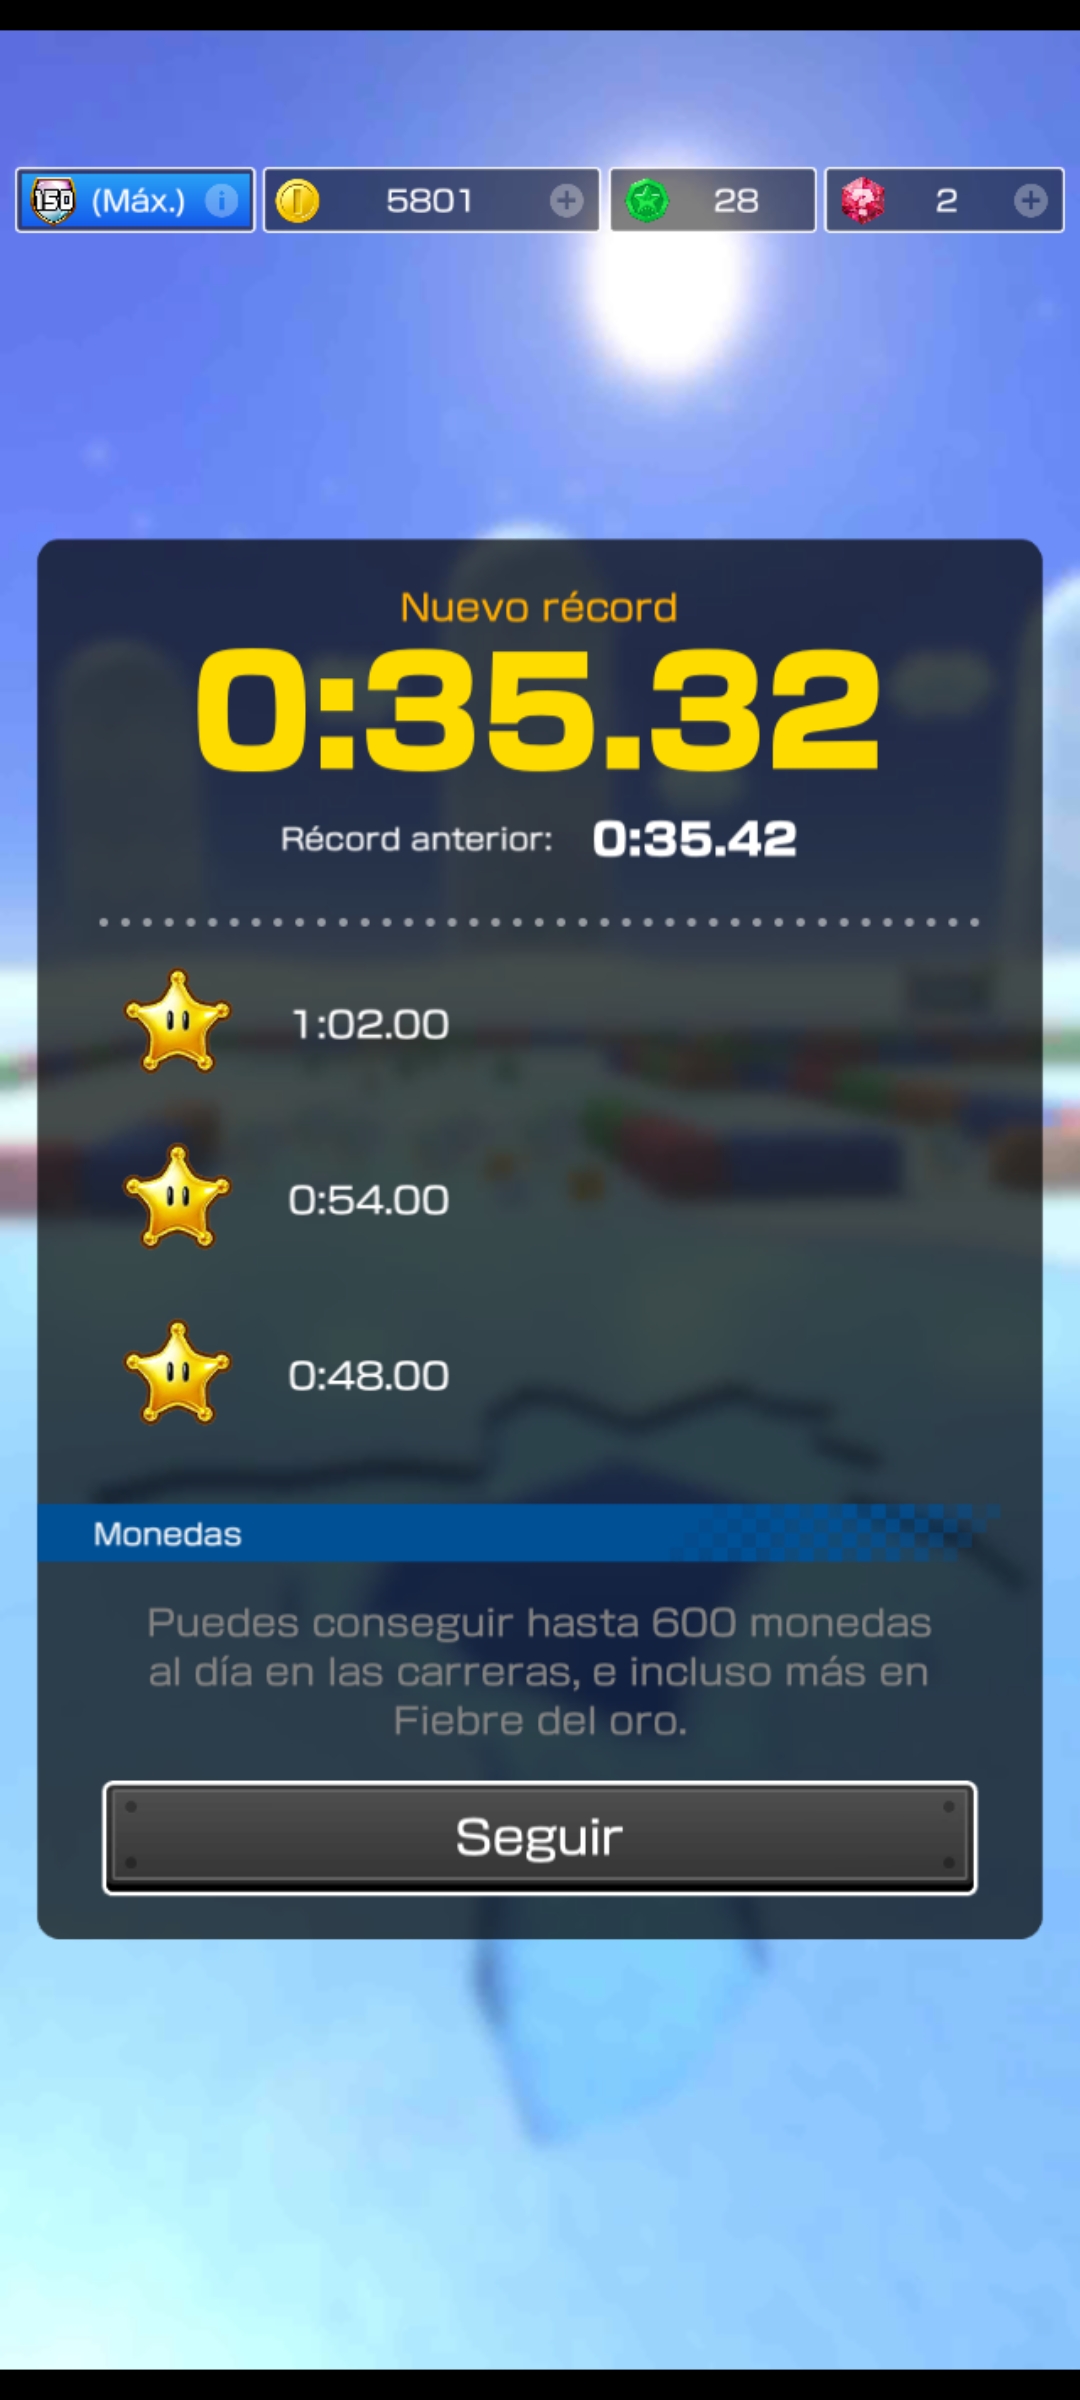 150 (Máx.) i 5801 + 28 ? 2 +
Nuevo récord
0:35.32
Récord anterior: 0:35.42
1:02.00
0:54.00
0:48.00
Monedas
Puedes conseguir hasta 600 monedas
al día en las carreras, e incluso más en
Fiebre del oro.
Seguir